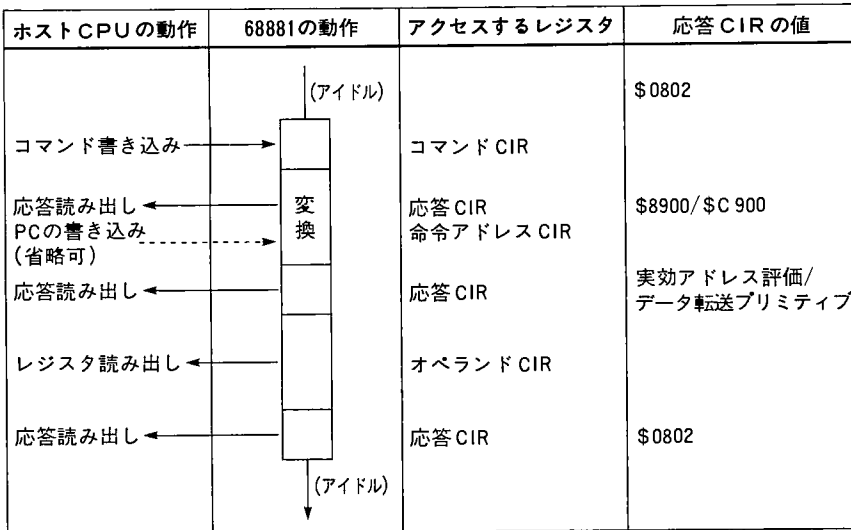 ホストCPUの動作 68881の動作 アクセスするレジスタ 応答CIRの値
(アイドル) $0802
コマンド書き込み コマンドCIR
応答読み出し 変換 応答CIR $8900/$C900
PCの書き込み 命令アドレスCIR
(省略可)
応答読み出し 応答CIR 実効アドレス評価/
データ転送プリミティブ
レジスタ読み出し オペランドCIR
応答読み出し 応答CIR $0802
(アイドル)